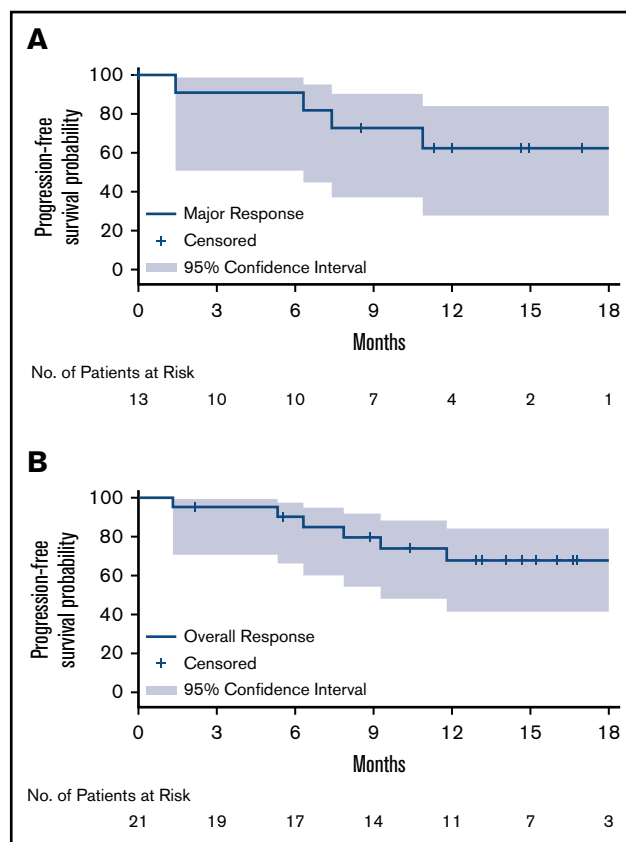 A
Progression-free
survival probability
100
80
60
40
20
0
Major Response
Censored
95% Confidence Interval
0 3 6 9 12 15 18
Months
No. of Patients at Risk
13 10 10 7 4 2 1
B
Progression-free
survival probability
100
80
60
40
20
0
Overall Response
Censored
95% Confidence Interval
0 3 6 9 12 15 18
Months
No. of Patients at Risk
21 19 17 14 11 7 3